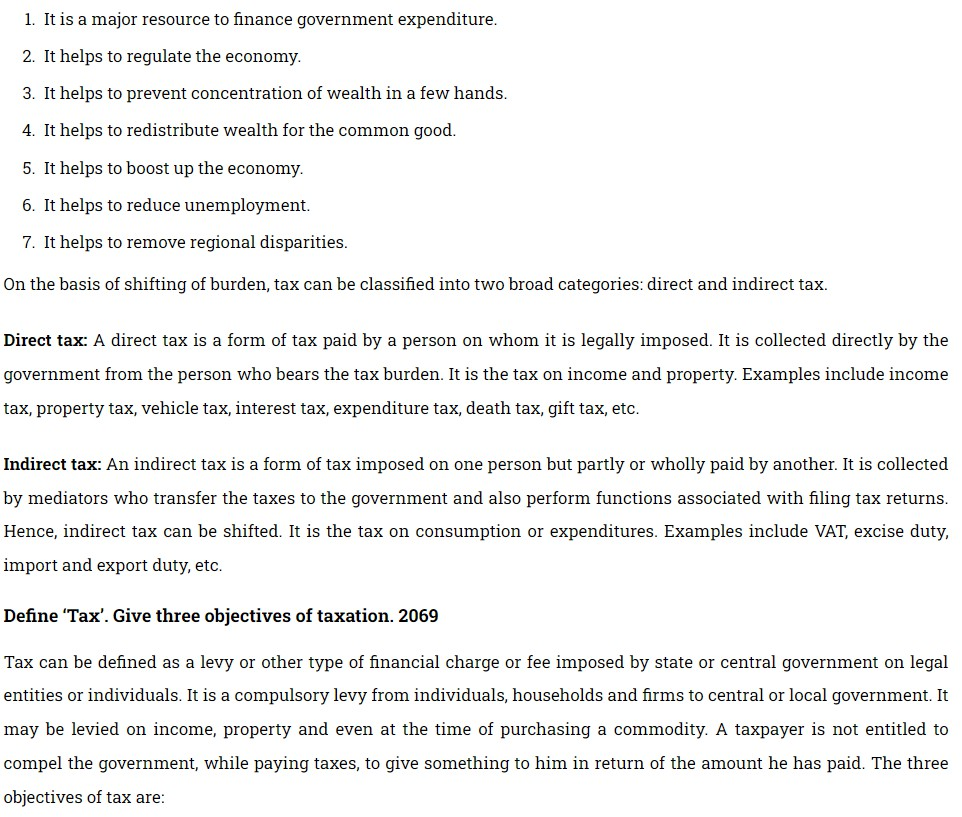 1. It is a major resource to finance government expenditure.
2. It helps to regulate the economy.
3. It helps to prevent concentration of wealth in a few hands.
4. It helps to redistribute wealth for the common good.
5. It helps to boost up the economy.
6. It helps to reduce unemployment.
7. It helps to remove regional disparities.
On the basis of shifting of burden, tax can be classified into two broad categories: direct and indirect tax.
Direct tax: A direct tax is a form of tax paid by a person on whom it is legally imposed. It is collected directly by the
government from the person who bears the tax burden. It is the tax on income and property. Examples include income
tax, property tax, vehicle tax, interest tax, expenditure tax, death tax, gift tax, etc.
Indirect tax: An indirect tax is a form of tax imposed on one person but partly or wholly paid by another. It is collected
by mediators who transfer the taxes to the government and also perform functions associated with filing tax returns.
Hence, indirect tax can be shifted. It is the tax on consumption or expenditures. Examples include VAT, excise duty,
import and export duty, etc.
Define ‘Tax’. Give three objectives of taxation. 2069
Tax can be defined as a levy or other type of financial charge or fee imposed by state or central government on legal
entities or individuals. It is a compulsory levy from individuals, households and firms to central or local government. It
may be levied on income, property and even at the time of purchasing a commodity. A taxpayer is not entitled to
compel the government, while paying taxes, to give something to him in return of the amount he has paid. The three
objectives of tax are: